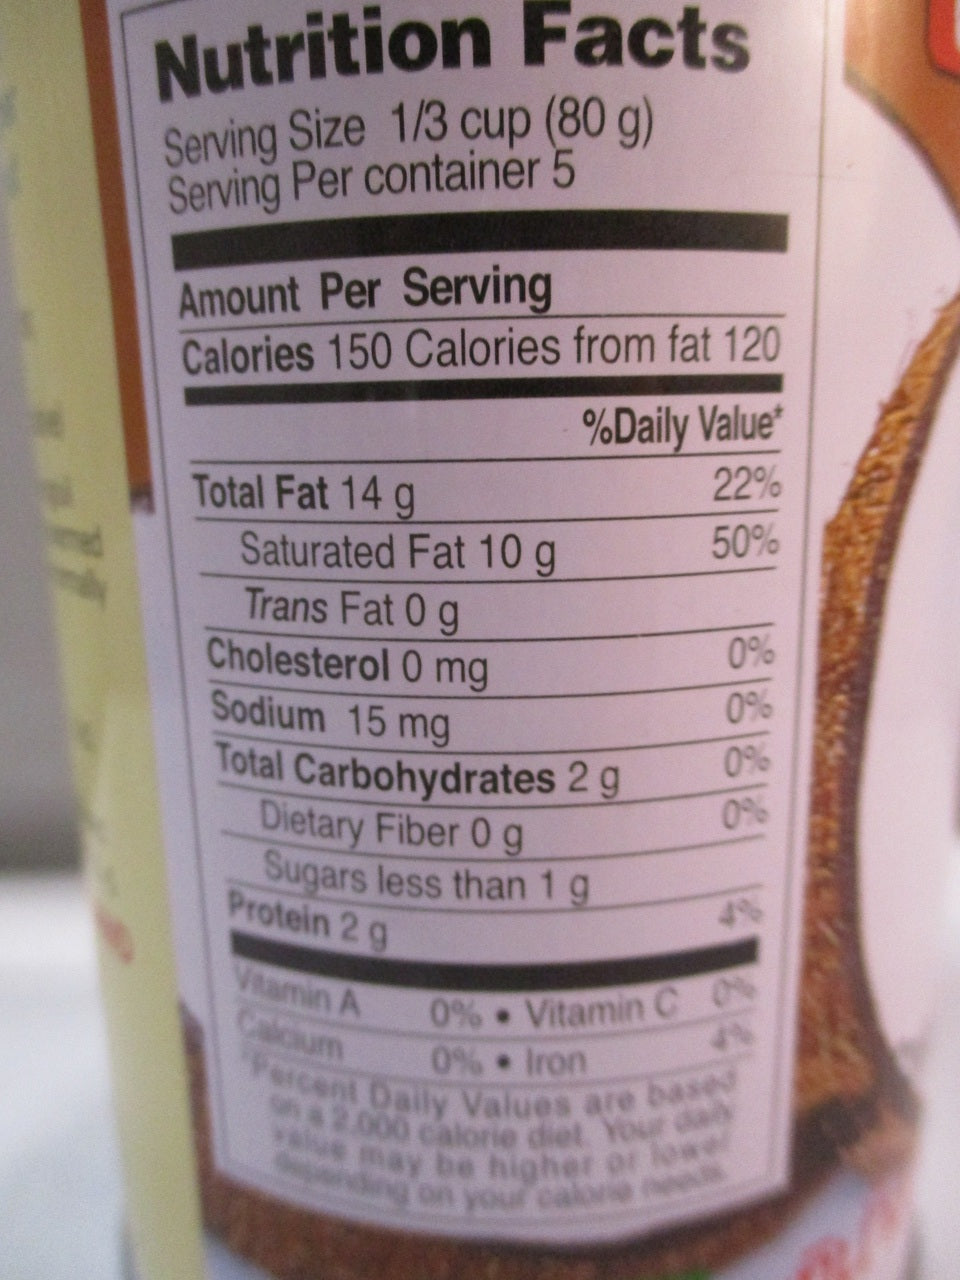 Nutrition Facts
Serving Size 1/3 cup (80 g)
Serving Per container 5
Amount Per Serving
Calories 150 Calories from fat 120
%Daily Value*
Total Fat 14 g 22%
Saturated Fat 10 g 50%
Trans Fat 0 g
Cholesterol 0 mg 0%
Sodium 15 mg 0%
Total Carbohydrates 2 g 0%
Dietary Fiber 0 g 0%
Sugars less than 1 g
Protein 2 g 4%
Vitamin A 0% • Vitamin C 0%
Calcium 0% • Iron 4%
*Percent Daily Values are based
on a 2.000 calorie diet. Your daily
value may be higher or lower
depending on your calorie needs.